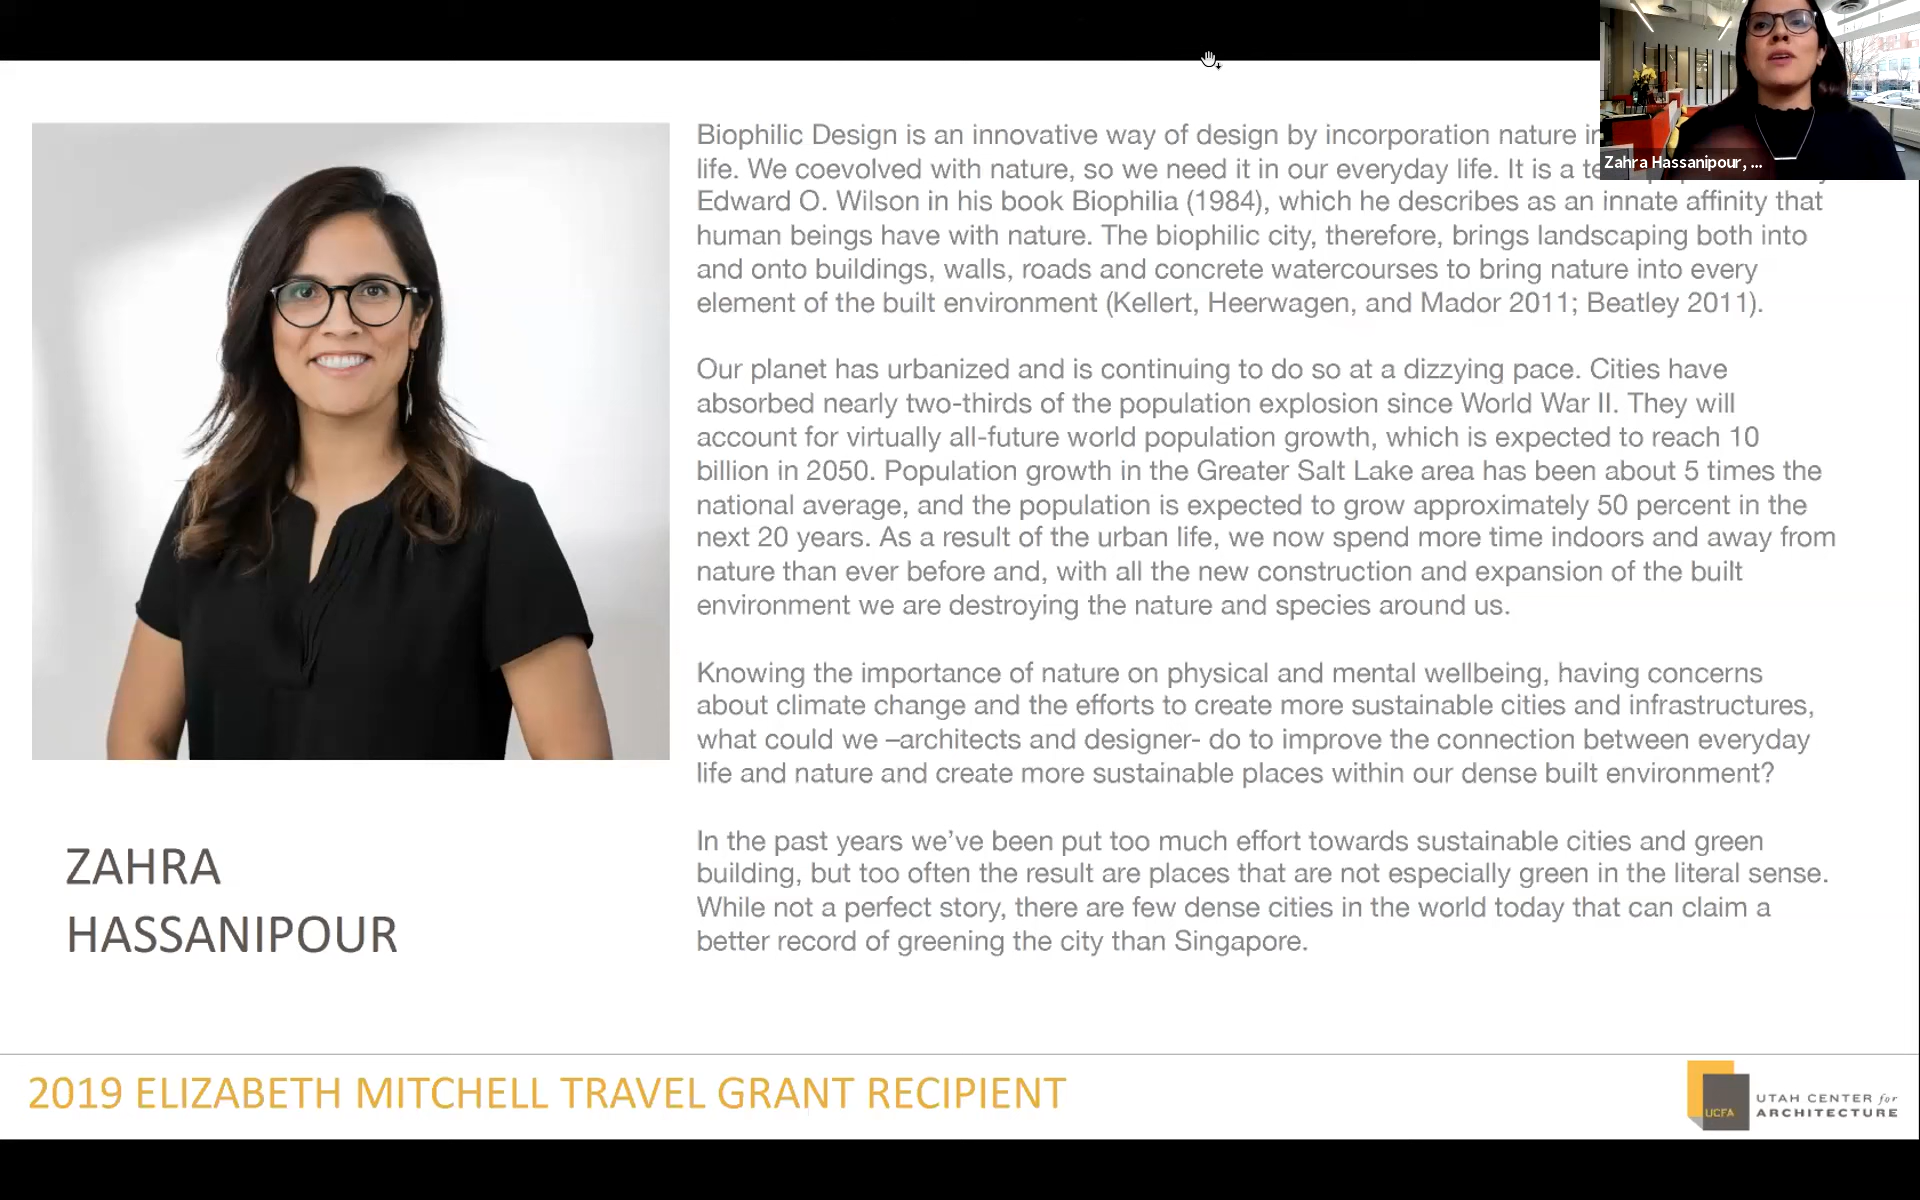 Zahra Hassanipour, ...
Biophilic Design is an innovative way of design by incorporation nature
life. We coevolved with nature, so we need it in our everyday life. It is a
Edward O. Wilson in his book Biophilia (1984), which he describes as an innate affinity that
human beings have with nature. The biophilic city, therefore, brings landscaping both into
and onto buildings, walls, roads and concrete watercourses to bring nature into every
element of the built environment (Kellert, Heerwagen, and Mador 2011; Beatley 2011).
Our planet has urbanized and is continuing to do so at a dizzying pace. Cities have
absorbed nearly two-thirds of the population explosion since World War II. They will
account for virtually all-future world population growth, which is expected to reach 10
billion in 2050. Population growth in the Greater Salt Lake area has been about 5 times the
national average, and the population is expected to grow approximately 50 percent in the
next 20 years. As a result of the urban life, we now spend more time indoors and away from
nature than ever before and, with all the new construction and expansion of the built
environment we are destroying the nature and species around us.
Knowing the importance of nature on physical and mental wellbeing, having concerns
about climate change and the efforts to create more sustainable cities and infrastructures,
what could we –architects and designer- do to improve the connection between everyday
life and nature and create more sustainable places within our dense built environment?
In the past years we’ve been put too much effort towards sustainable cities and green
building, but too often the result are places that are not especially green in the literal sense.
While not a perfect story, there are few dense cities in the world today that can claim a
better record of greening the city than Singapore.
ZAHRA
HASSANIPOUR
2019 ELIZABETH MITCHELL TRAVEL GRANT RECIPIENT
UCFA
UTAH CENTER for
ARCHITECTURE